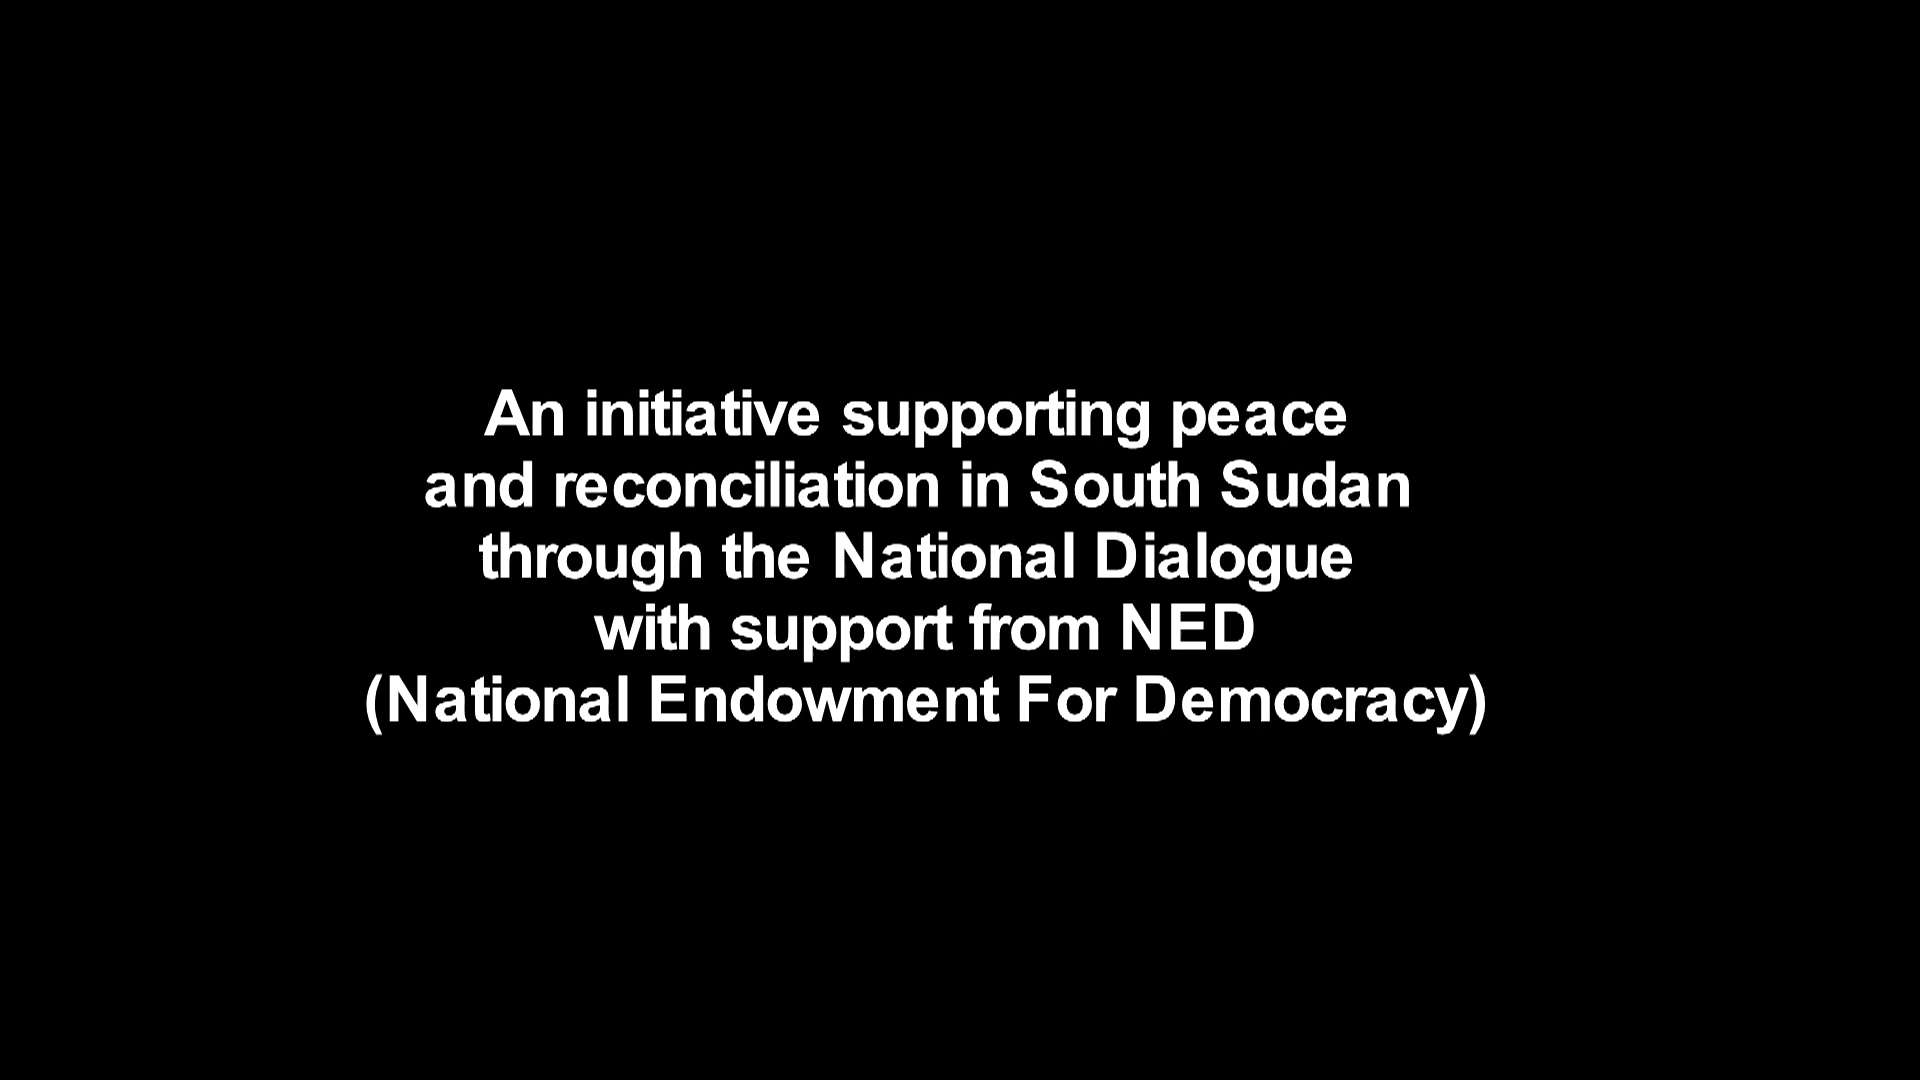 An initiative supporting peace
and reconciliation in South Sudan
through the National Dialogue
with support from NED
(National Endowment For Democracy)